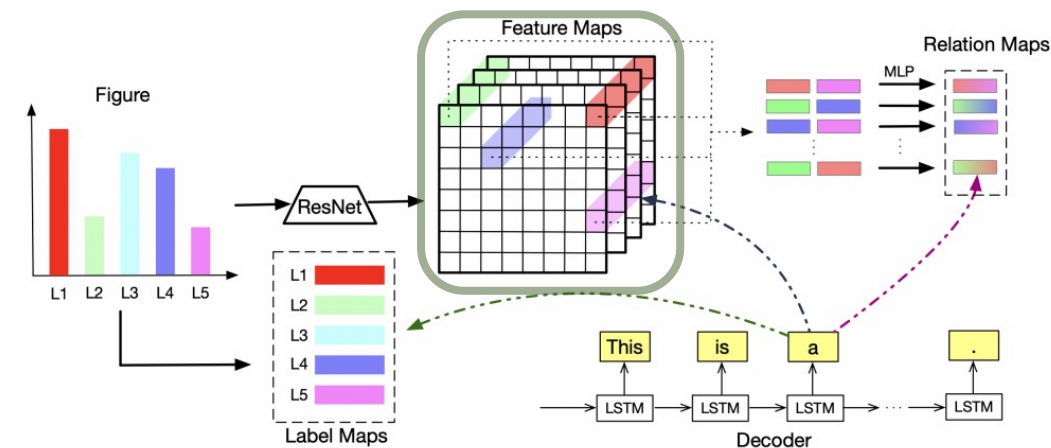 Feature Maps
Relation Maps
Figure
MLP
ResNet
L1 L2 L3 L4 L5
L1
L2
L3
L4
L5
Label Maps
This is a .
LSTM LSTM LSTM ... LSTM
Decoder